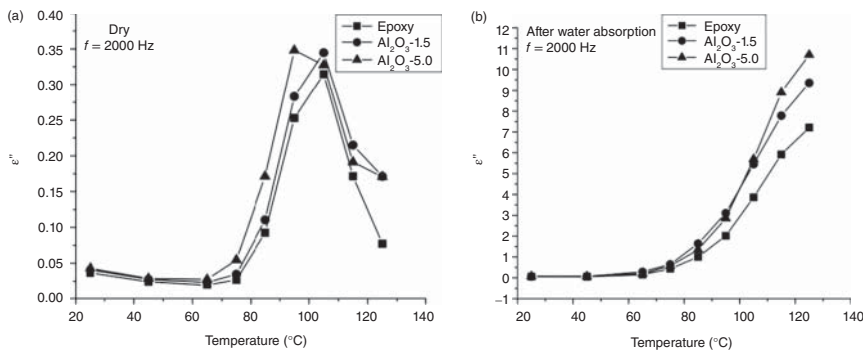 (a)
Dry
f = 2000 Hz
Epoxy
Al2O3-1.5
Al2O3-5.0
0.40
0.35
0.30
0.25
0.20
0.15
0.10
0.05
0.00
ε"
20 40 60 80 100 120 140
Temperature (°C)
(b)
After water absorption
f = 2000 Hz
Epoxy
Al2O3-1.5
Al2O3-5.0
12
11
10
9
8
7
6
5
4
3
2
1
0
−1
ε"
20 40 60 80 100 120 140
Temperature (°C)